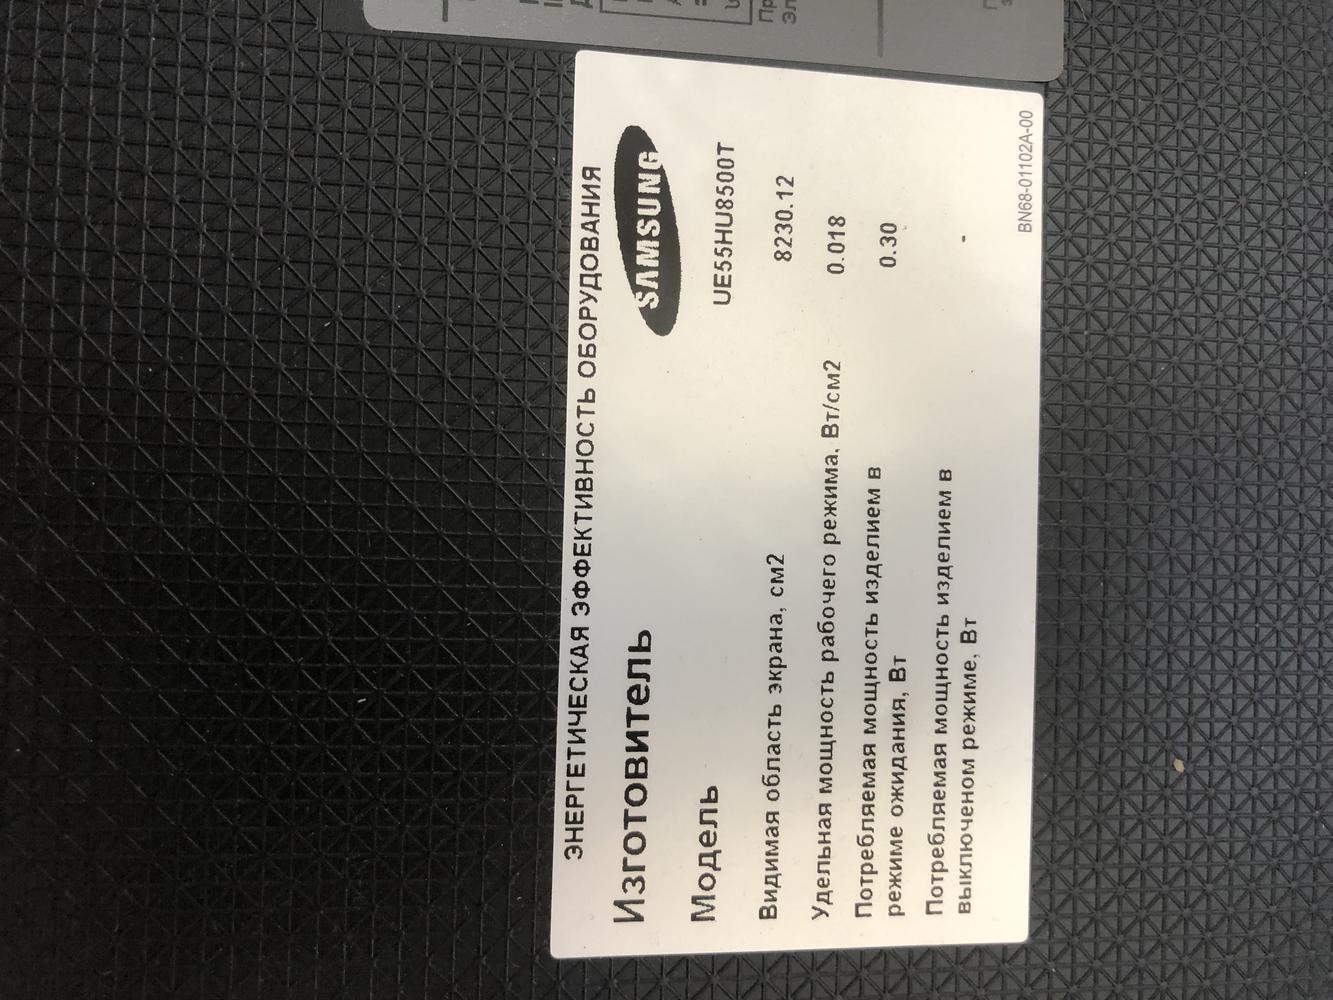 ЭНЕРГЕТИЧЕСКАЯ ЭФФЕКТИВНОСТЬ ОБОРУДОВАНИЯ
Изготовитель SAMSUNG
Модель UE55HU8500T
Видимая область экрана, см2 8230.12
Удельная мощность рабочего режима, Вт/см2 0.018
Потребляемая мощность изделием в 0.30
режиме ожидания, Вт
Потребляемая мощность изделием в -
выключеном режиме, Вт
BN68-01102A-00